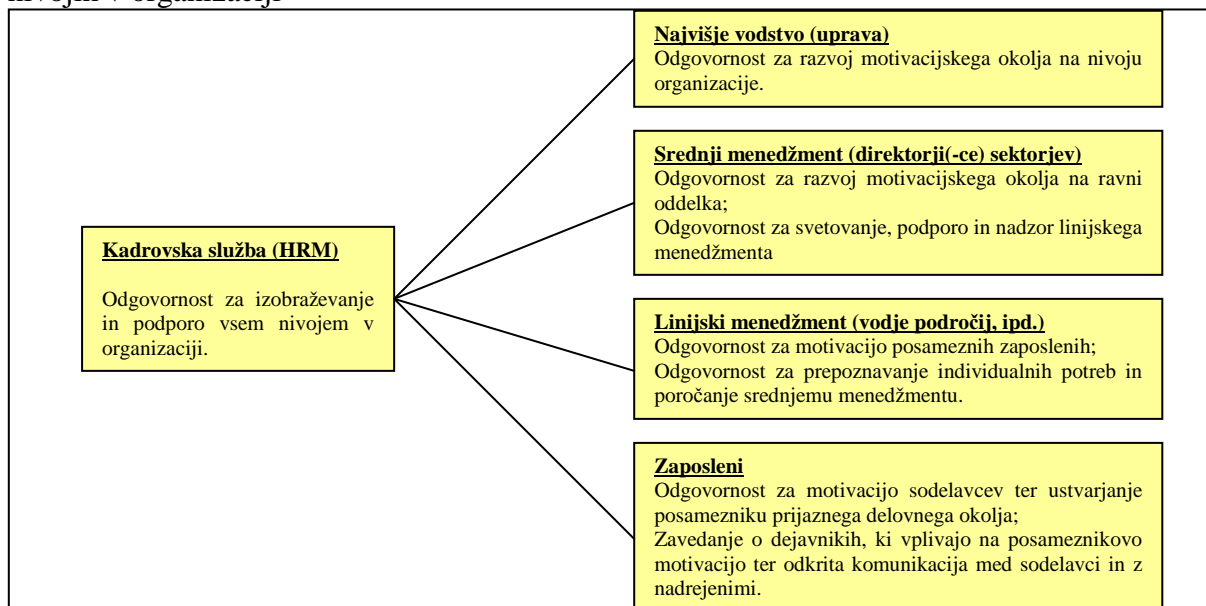 nivojih v organizaciji
Najvišje vodstvo (uprava)
Odgovornost za razvoj motivacijskega okolja na nivoju
organizacije.
Srednji menedžment (direktorji(-ce) sektorjev)
Odgovornost za razvoj motivacijskega okolja na ravni
oddelka;
Odgovornost za svetovanje, podporo in nadzor linijskega
menedžmenta
Kadrovska služba (HRM)
Odgovornost za izobraževanje
in podporo vsem nivojem v
organizaciji.
Linijski menedžment (vodje področij, ipd.)
Odgovornost za motivacijo posameznih zaposlenih;
Odgovornost za prepoznavanje individualnih potreb in
poročanje srednjemu menedžmentu.
Zaposleni
Odgovornost za motivacijo sodelavcev ter ustvarjanje
posamezniku prijaznega delovnega okolja;
Zavedanje o dejavnikih, ki vplivajo na posameznikovo
motivacijo ter odkrita komunikacija med sodelavci in z
nadrejenimi.